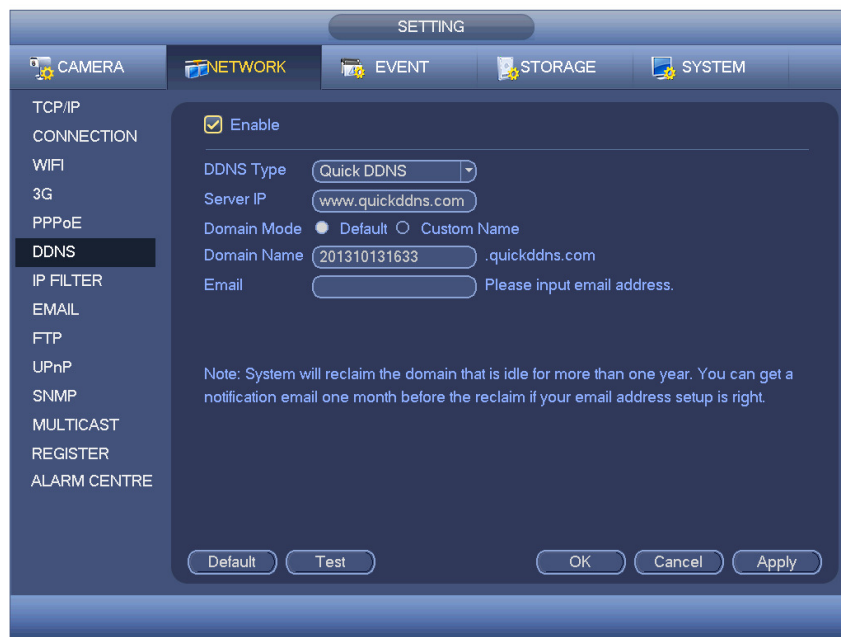 SETTING
CAMERA NETWORK EVENT STORAGE SYSTEM
TCP/IP
CONNECTION
WIFI
3G
PPPoE
DDNS
IP FILTER
EMAIL
FTP
UPnP
SNMP
MULTICAST
REGISTER
ALARM CENTRE
Enable
DDNS Type Quick DDNS
Server IP www.quickddns.com
Domain Mode Default Custom Name
Domain Name 201310131633 .quickddns.com
Email Please input email address.
Note: System will reclaim the domain that is idle for more than one year. You can get a
notification email one month before the reclaim if your email address setup is right.
Default Test OK Cancel Apply